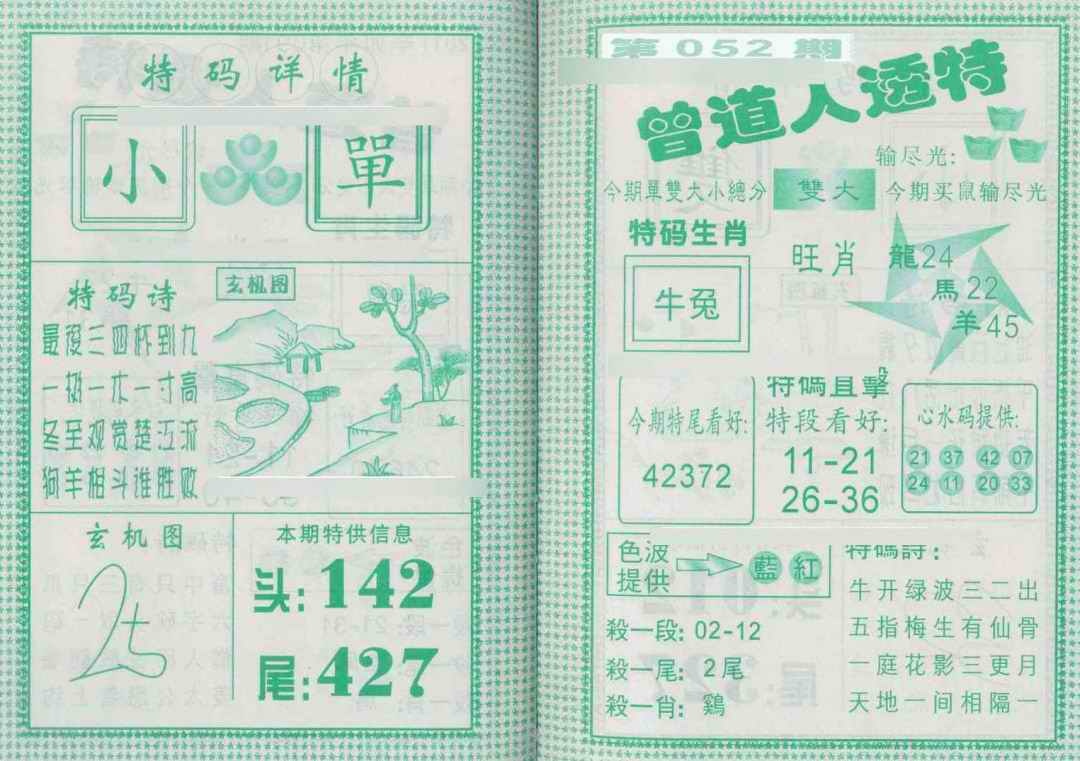 特码详情
小 單
特码诗
最後三四杯到九
一树一木一寸高
冬至观赏楚江流
狗羊相斗谁胜败
玄机图
玄机图
本期特供信息
头:142
尾:427
第052期
曾道人透特
输尽光:
今期單雙大小總分 雙大 今期买鼠输尽光
特码生肖
牛兔
旺肖
龍24
馬22
羊45
今期特尾看好:
42372
特碼直擊
特段看好:
11-21
26-36
心水码提供:
21 37 42 07
24 11 20 33
色波
提供
藍 紅
殺一段: 02-12
殺一尾: 2尾
殺一肖: 鷄
特碼詩:
牛开绿波三二出
五指梅生有仙骨
一庭花影三更月
天地一间相隔一